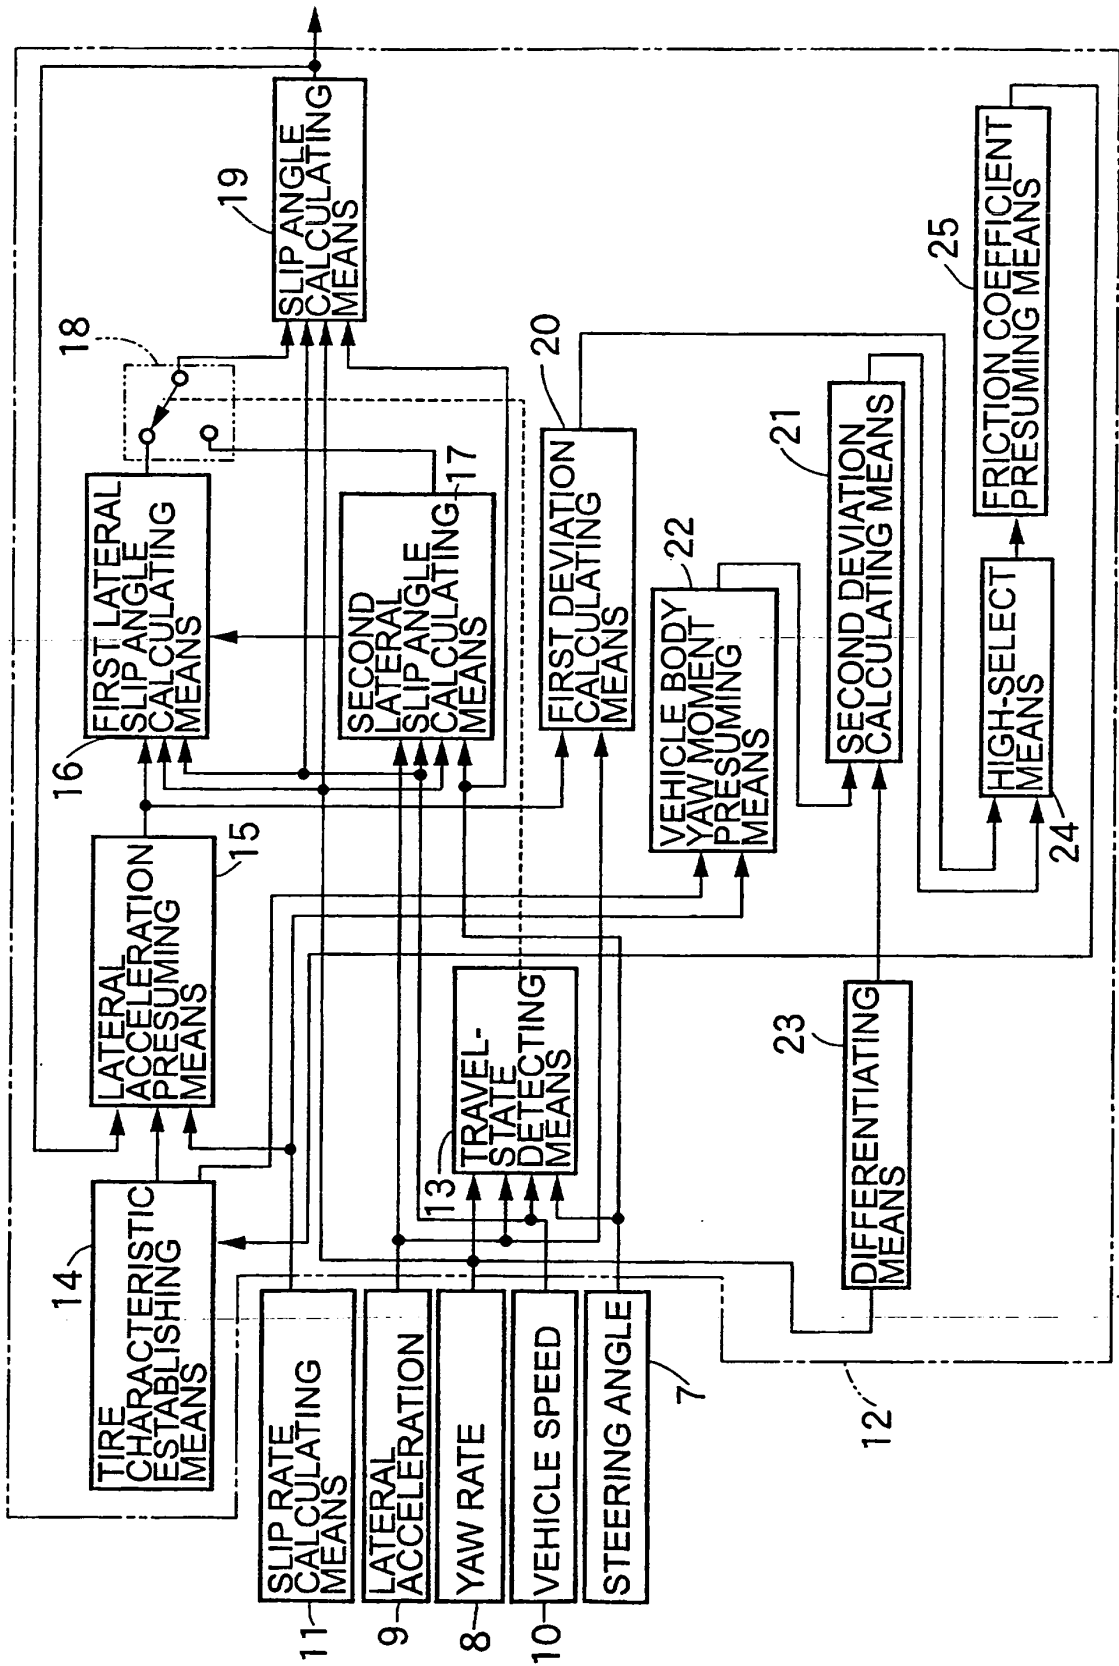 14
TIRE
CHARACTERISTIC
ESTABLISHING
MEANS
11
SLIP RATE
CALCULATING
MEANS
9
LATERAL
ACCELERATION
8
YAW RATE
10
VEHICLE SPEED
STEERING ANGLE
7
12
15
LATERAL
ACCELERATION
PRESUMING
MEANS
13
TRAVEL-
STATE
DETECTING
MEANS
23
DIFFERENTIATING
MEANS
16
FIRST LATERAL
SLIP ANGLE
CALCULATING
MEANS
17
SECOND
LATERAL
SLIP ANGLE
CALCULATING
MEANS
18
20
FIRST DEVIATION
CALCULATING
MEANS
22
VEHICLE BODY
YAW MOMENT
PRESUMING
MEANS
21
SECOND DEVIATION
CALCULATING MEANS
24
HIGH-SELECT
MEANS
19
SLIP ANGLE
CALCULATING
MEANS
25
FRICTION COEFFICIENT
PRESUMING MEANS